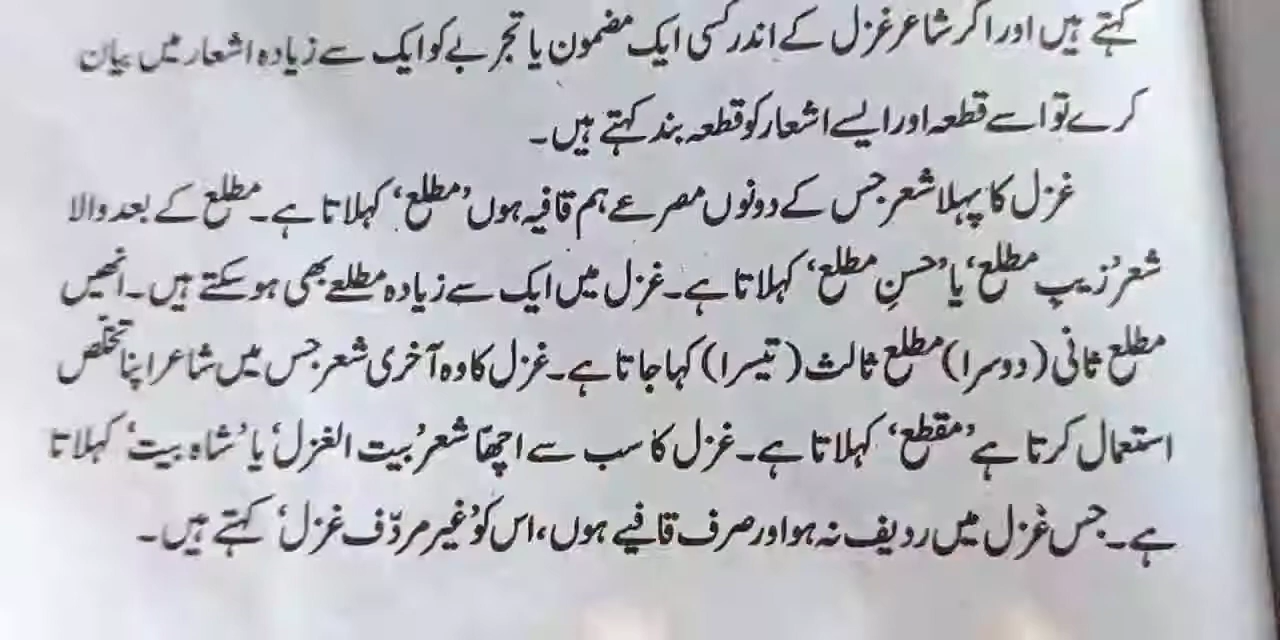 کہتے ہیں اور اگر شاعر غزل کے اندر کسی ایک مضمون یا تجربے کو ایک سے زیادہ اشعار میں بیان
کرے تو اسے قطعہ اور ایسے اشعار کو قطعہ بند کہتے ہیں۔
غزل کا پہلا شعر جس کے دونوں مصرعے ہم قافیہ ہوں ’مطلع‘ کہلاتا ہے۔ مطلع کے بعد والا
شعر ’زیبِ مطلع‘ یا ’حسنِ مطلع‘ کہلاتا ہے۔ غزل میں ایک سے زیادہ مطلعے بھی ہو سکتے ہیں۔ انھیں
مطلع ثانی (دوسرا) مطلع ثالث (تیسرا) کہا جاتا ہے۔ غزل کا وہ آخری شعر جس میں شاعر اپنا تخلّص
استعمال کرتا ہے ’مقطع‘ کہلاتا ہے۔ غزل کا سب سے اچھّا شعر ’بیت الغزل‘ یا ’شاہ بیت‘ کہلاتا
ہے۔ جس غزل میں ردیف نہ ہو اور صرف قافیے ہوں، اس کو ’غیر مردّف غزل‘ کہتے ہیں۔